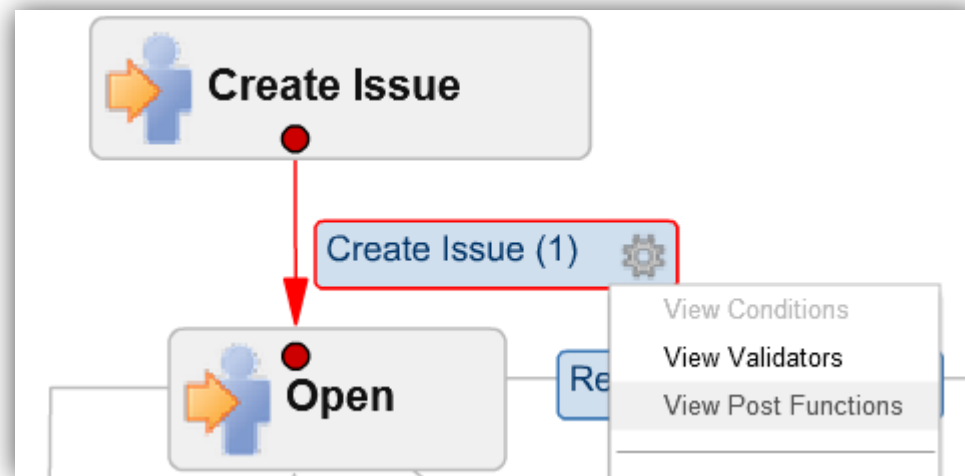 Create Issue
Create Issue (1)
View Conditions
View Validators
Open
Re
View Post Functions